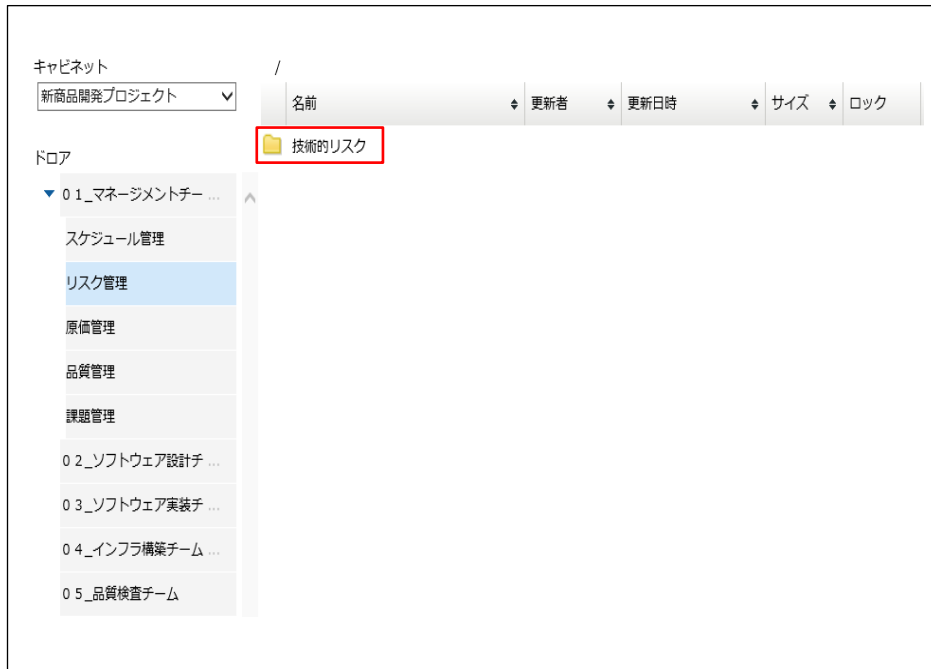 キャビネット
新商品開発プロジェクト
ドロア
０１_マネージメントチー ...
スケジュール管理
リスク管理
原価管理
品質管理
課題管理
０２_ソフトウェア設計チ ...
０３_ソフトウェア実装チ ...
０４_インフラ構築チーム ...
０５_品質検査チーム
/
名前 更新者 更新日時 サイズ ロック
技術的リスク